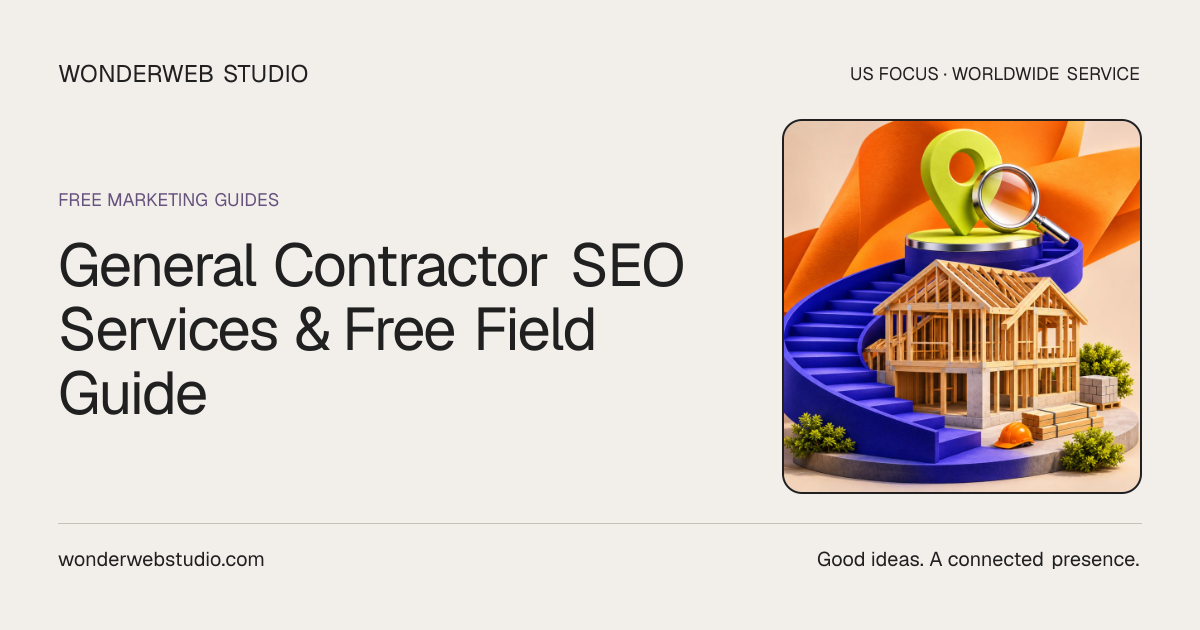 WONDERWEB STUDIO
US FOCUS · WORLDWIDE SERVICE
FREE MARKETING GUIDES
General Contractor SEO
Services & Free Field
Guide
wonderwebstudio.com
Good ideas. A connected presence.